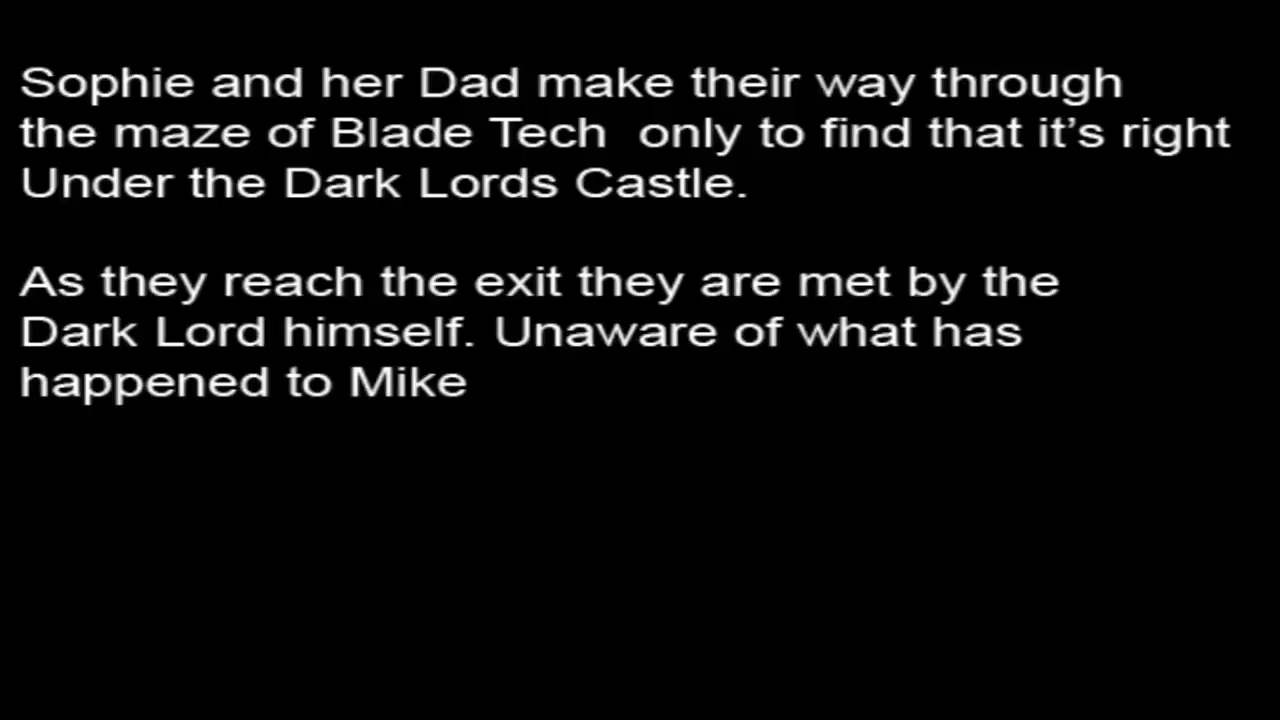 Sophie and her Dad make their way through
the maze of Blade Tech  only to find that it’s right
Under the Dark Lords Castle.
As they reach the exit they are met by the
Dark Lord himself. Unaware of what has
happened to Mike